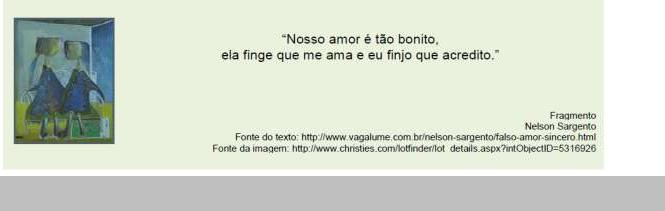 “Nosso amor é tão bonito,
ela finge que me ama e eu finjo que acredito.”
Fragmento
Nelson Sargento
Fonte do texto: http://www.vagalume.com.br/nelson-sargento/falso-amor-sincero.html
Fonte da imagem: http://www.christies.com/lotfinder/lot_details.aspx?intObjectID=5316926